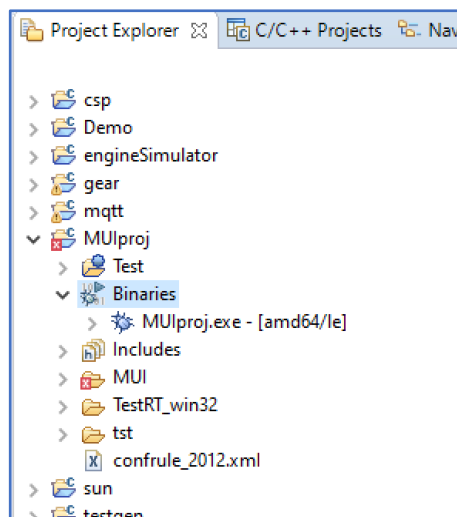 Project Explorer C/C++ Projects Nav
csp
Demo
engineSimulator
gear
mqtt
MUIproj
Test
Binaries
MUIproj.exe - [amd64/le]
Includes
MUI
TestRT_win32
tst
confrule_2012.xml
sun
testgen